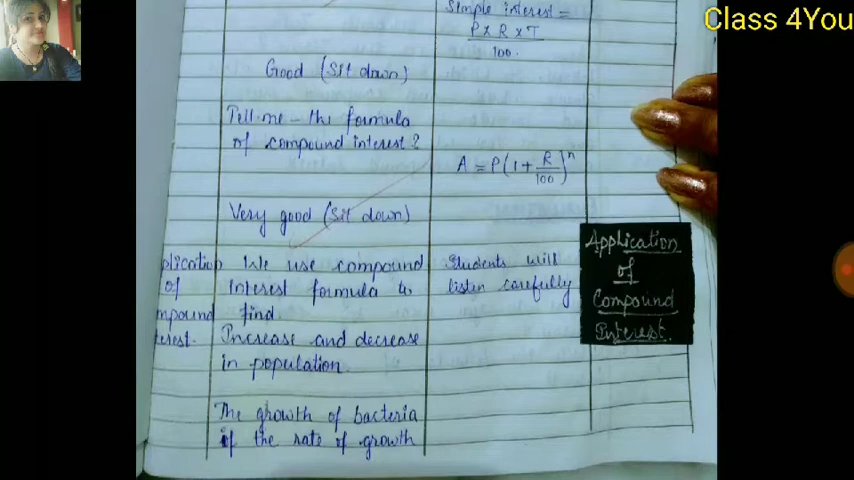 Class 4You
Simple interest =
P x R x T
100.
Good (Sit down)
Tell me - the formula
of compound interest?
A = P(1 + R/100)^n
Very good (Sit down)
plication
of
mpound
erest.
We use compound
interest formula to
find.
Increase and decrease
in population.
The growth of bacteria
if the rate of growth
Students will
listen carefully
Application
of
Compound
Interest.